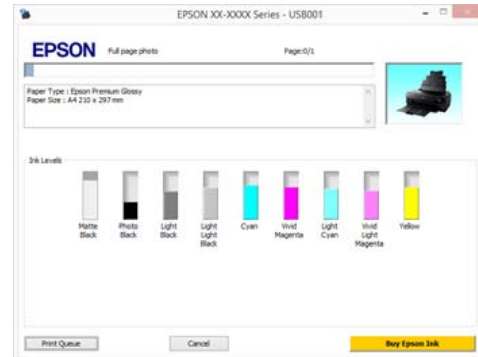 EPSON XX-XXXX Series - USB001
EPSON Full page photo Page:0/1
Paper Type : Epson Premium Glossy
Paper Size : A4 210 x 297 mm
Ink Levels
Matte Black
Photo Black
Light Black
Light Light Black
Cyan
Vivid Magenta
Light Cyan
Vivid Light Magenta
Yellow
Print Queue Cancel Buy Epson Ink